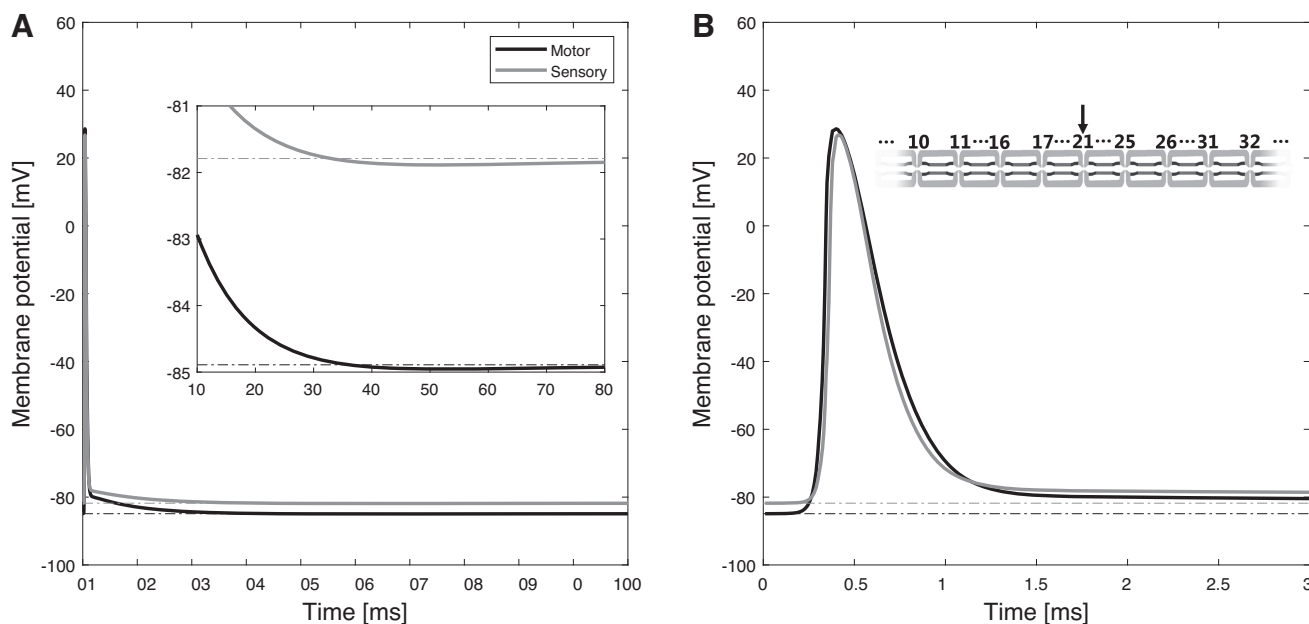 A
B
60
40
20
0
-20
-40
-60
-80
-100
Membrane potential [mV]
Motor
Sensory
-81
-82
-83
-84
-85
10 20 30 40 50 60 70 80
01 02 03 04 05 06 07 08 09 0 100
Time [ms]
60
40
20
0
-20
-40
-60
-80
-100
Membrane potential [mV]
... 10 11...16 17...21... 25 26...31 32 ...
0 0.5 1 1.5 2 2.5 3
Time [ms]